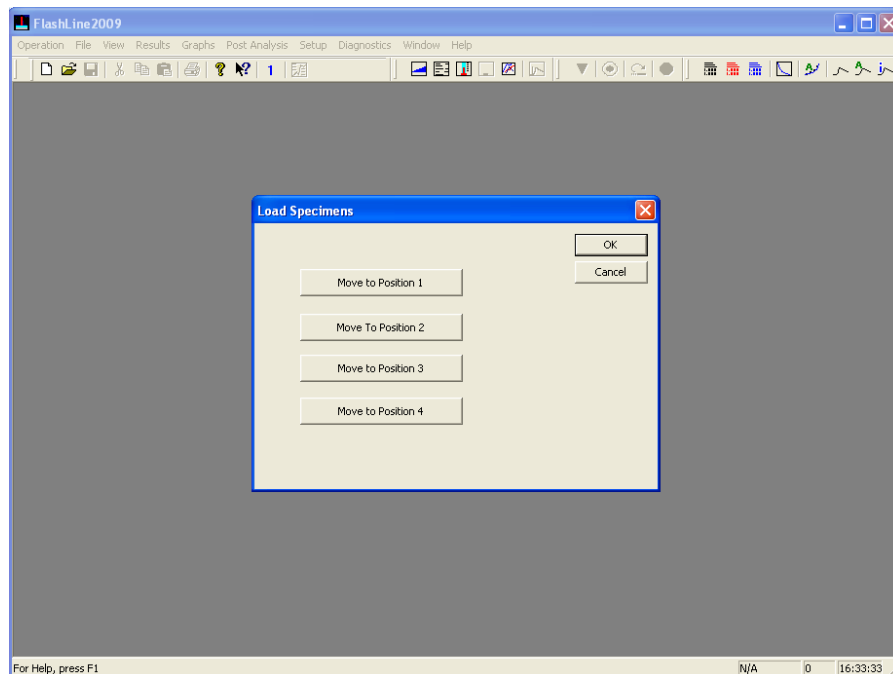 FlashLine2009
Operation File View Results Graphs Post Analysis Setup Diagnostics Window Help
1
Load Specimens
OK
Cancel
Move to Position 1
Move To Position 2
Move to Position 3
Move to Position 4
For Help, press F1 N/A 0 16:33:33